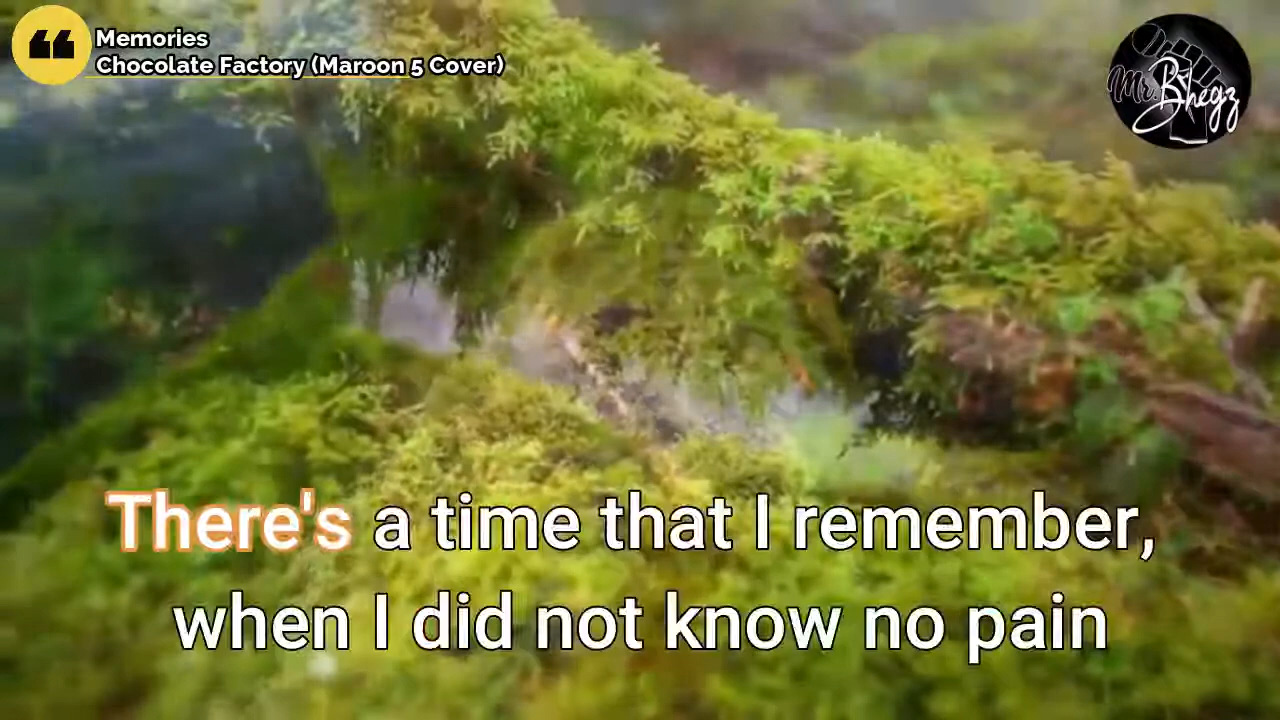 Memories
Chocolate Factory (Maroon 5 Cover)
Mr Bhegz
There's a time that I remember,
when I did not know no pain